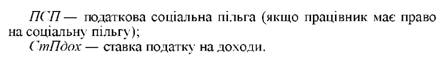 ПСП — податкова соціальна пільга (якщо працівник має право
на соціальну пільгу);
СтПдох — ставка податку на доходи.